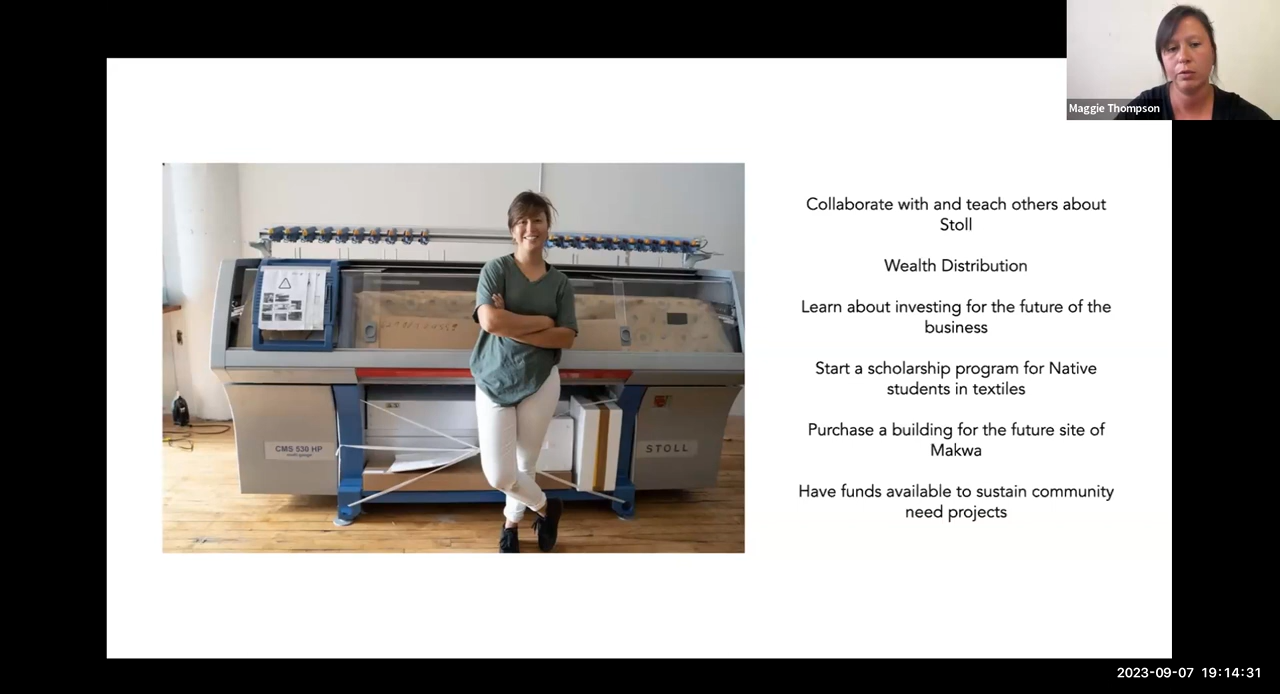 Maggie Thompson
Collaborate with and teach others about
Stoll
Wealth Distribution
Learn about investing for the future of the
business
Start a scholarship program for Native
students in textiles
Purchase a building for the future site of
Makwa
Have funds available to sustain community
need projects
CMS 530 HP
multi gauge
STOLL
2023-09-07 19:14:31